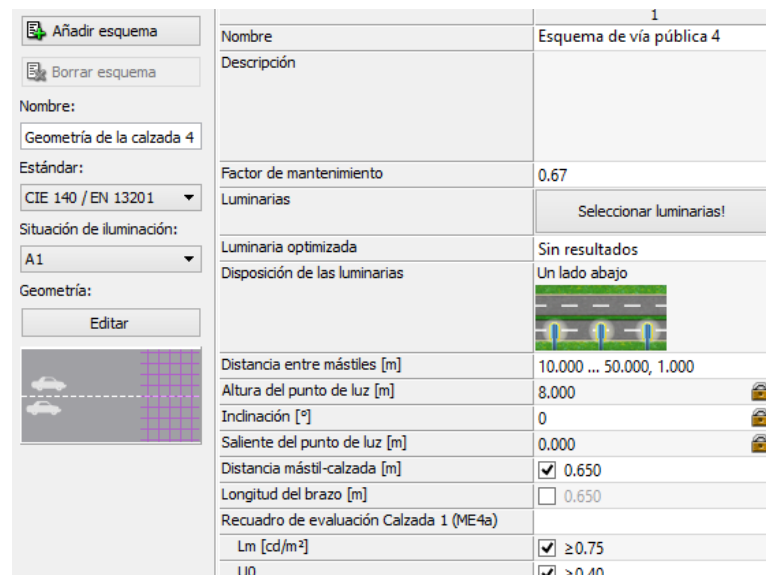 Añadir esquema
Borrar esquema
Nombre:
Geometría de la calzada 4
Estándar:
CIE 140 / EN 13201
Situación de iluminación:
A1
Geometría:
Editar
1
Nombre Esquema de vía pública 4
Descripción
Factor de mantenimiento 0.67
Luminarias Seleccionar luminarias!
Luminaria optimizada Sin resultados
Disposición de las luminarias Un lado abajo
Distancia entre mástiles [m] 10.000 ... 50.000, 1.000
Altura del punto de luz [m] 8.000
Inclinación [°] 0
Saliente del punto de luz [m] 0.000
Distancia mástil-calzada [m] 0.650
Longitud del brazo [m] 0.650
Recuadro de evaluación Calzada 1 (ME4a)
Lm [cd/m²] ≥0.75
U0 ≥0.40